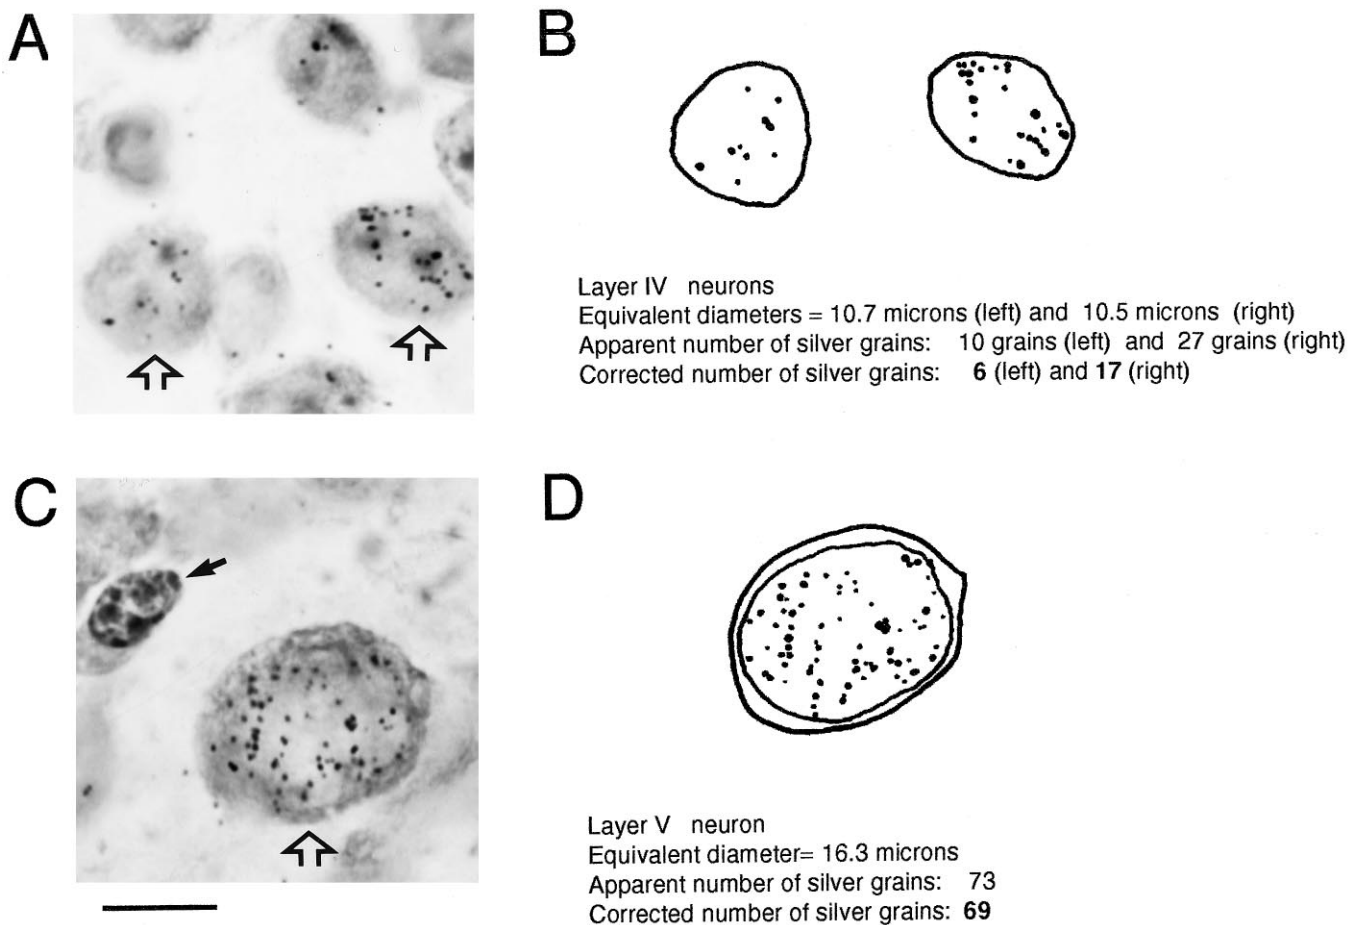 A
B
Layer IV neurons
Equivalent diameters = 10.7 microns (left) and 10.5 microns (right)
Apparent number of silver grains: 10 grains (left) and 27 grains (right)
Corrected number of silver grains: 6 (left) and 17 (right)
C
D
Layer V neuron
Equivalent diameter= 16.3 microns
Apparent number of silver grains: 73
Corrected number of silver grains: 69